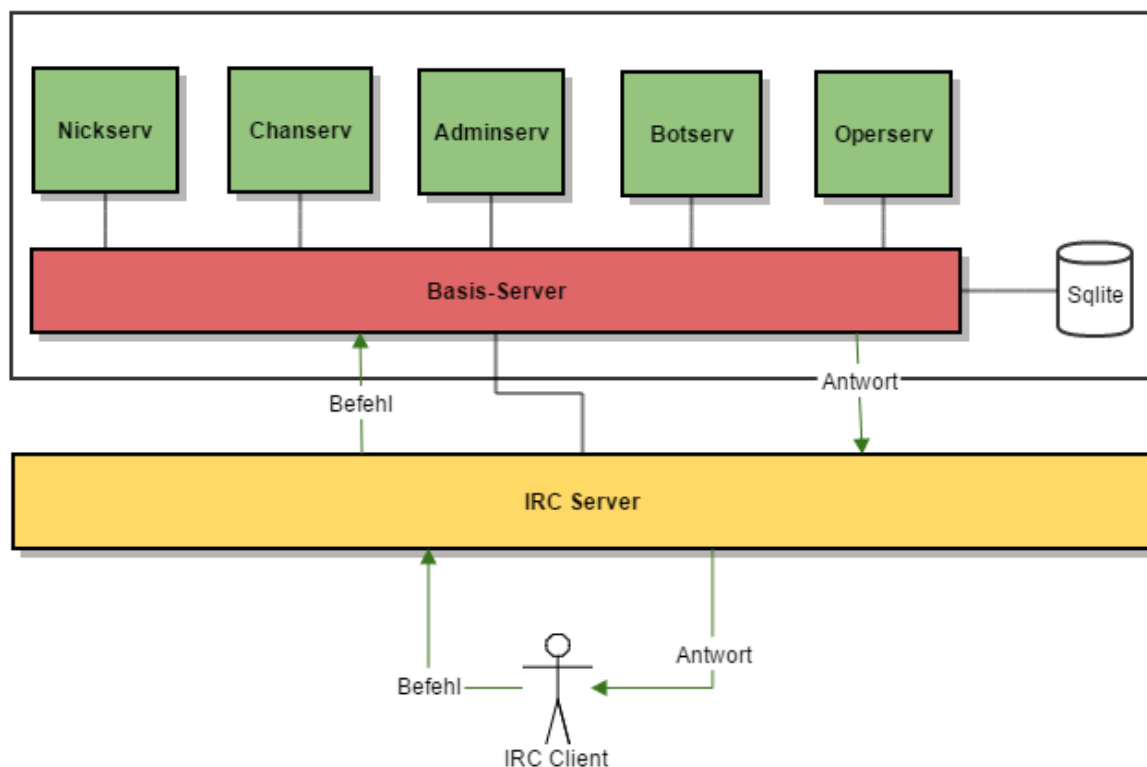 Nickserv
Chanserv
Adminserv
Botserv
Operserv
Basis-Server
Sqlite
Befehl
Antwort
IRC Server
Befehl
Antwort
IRC Client